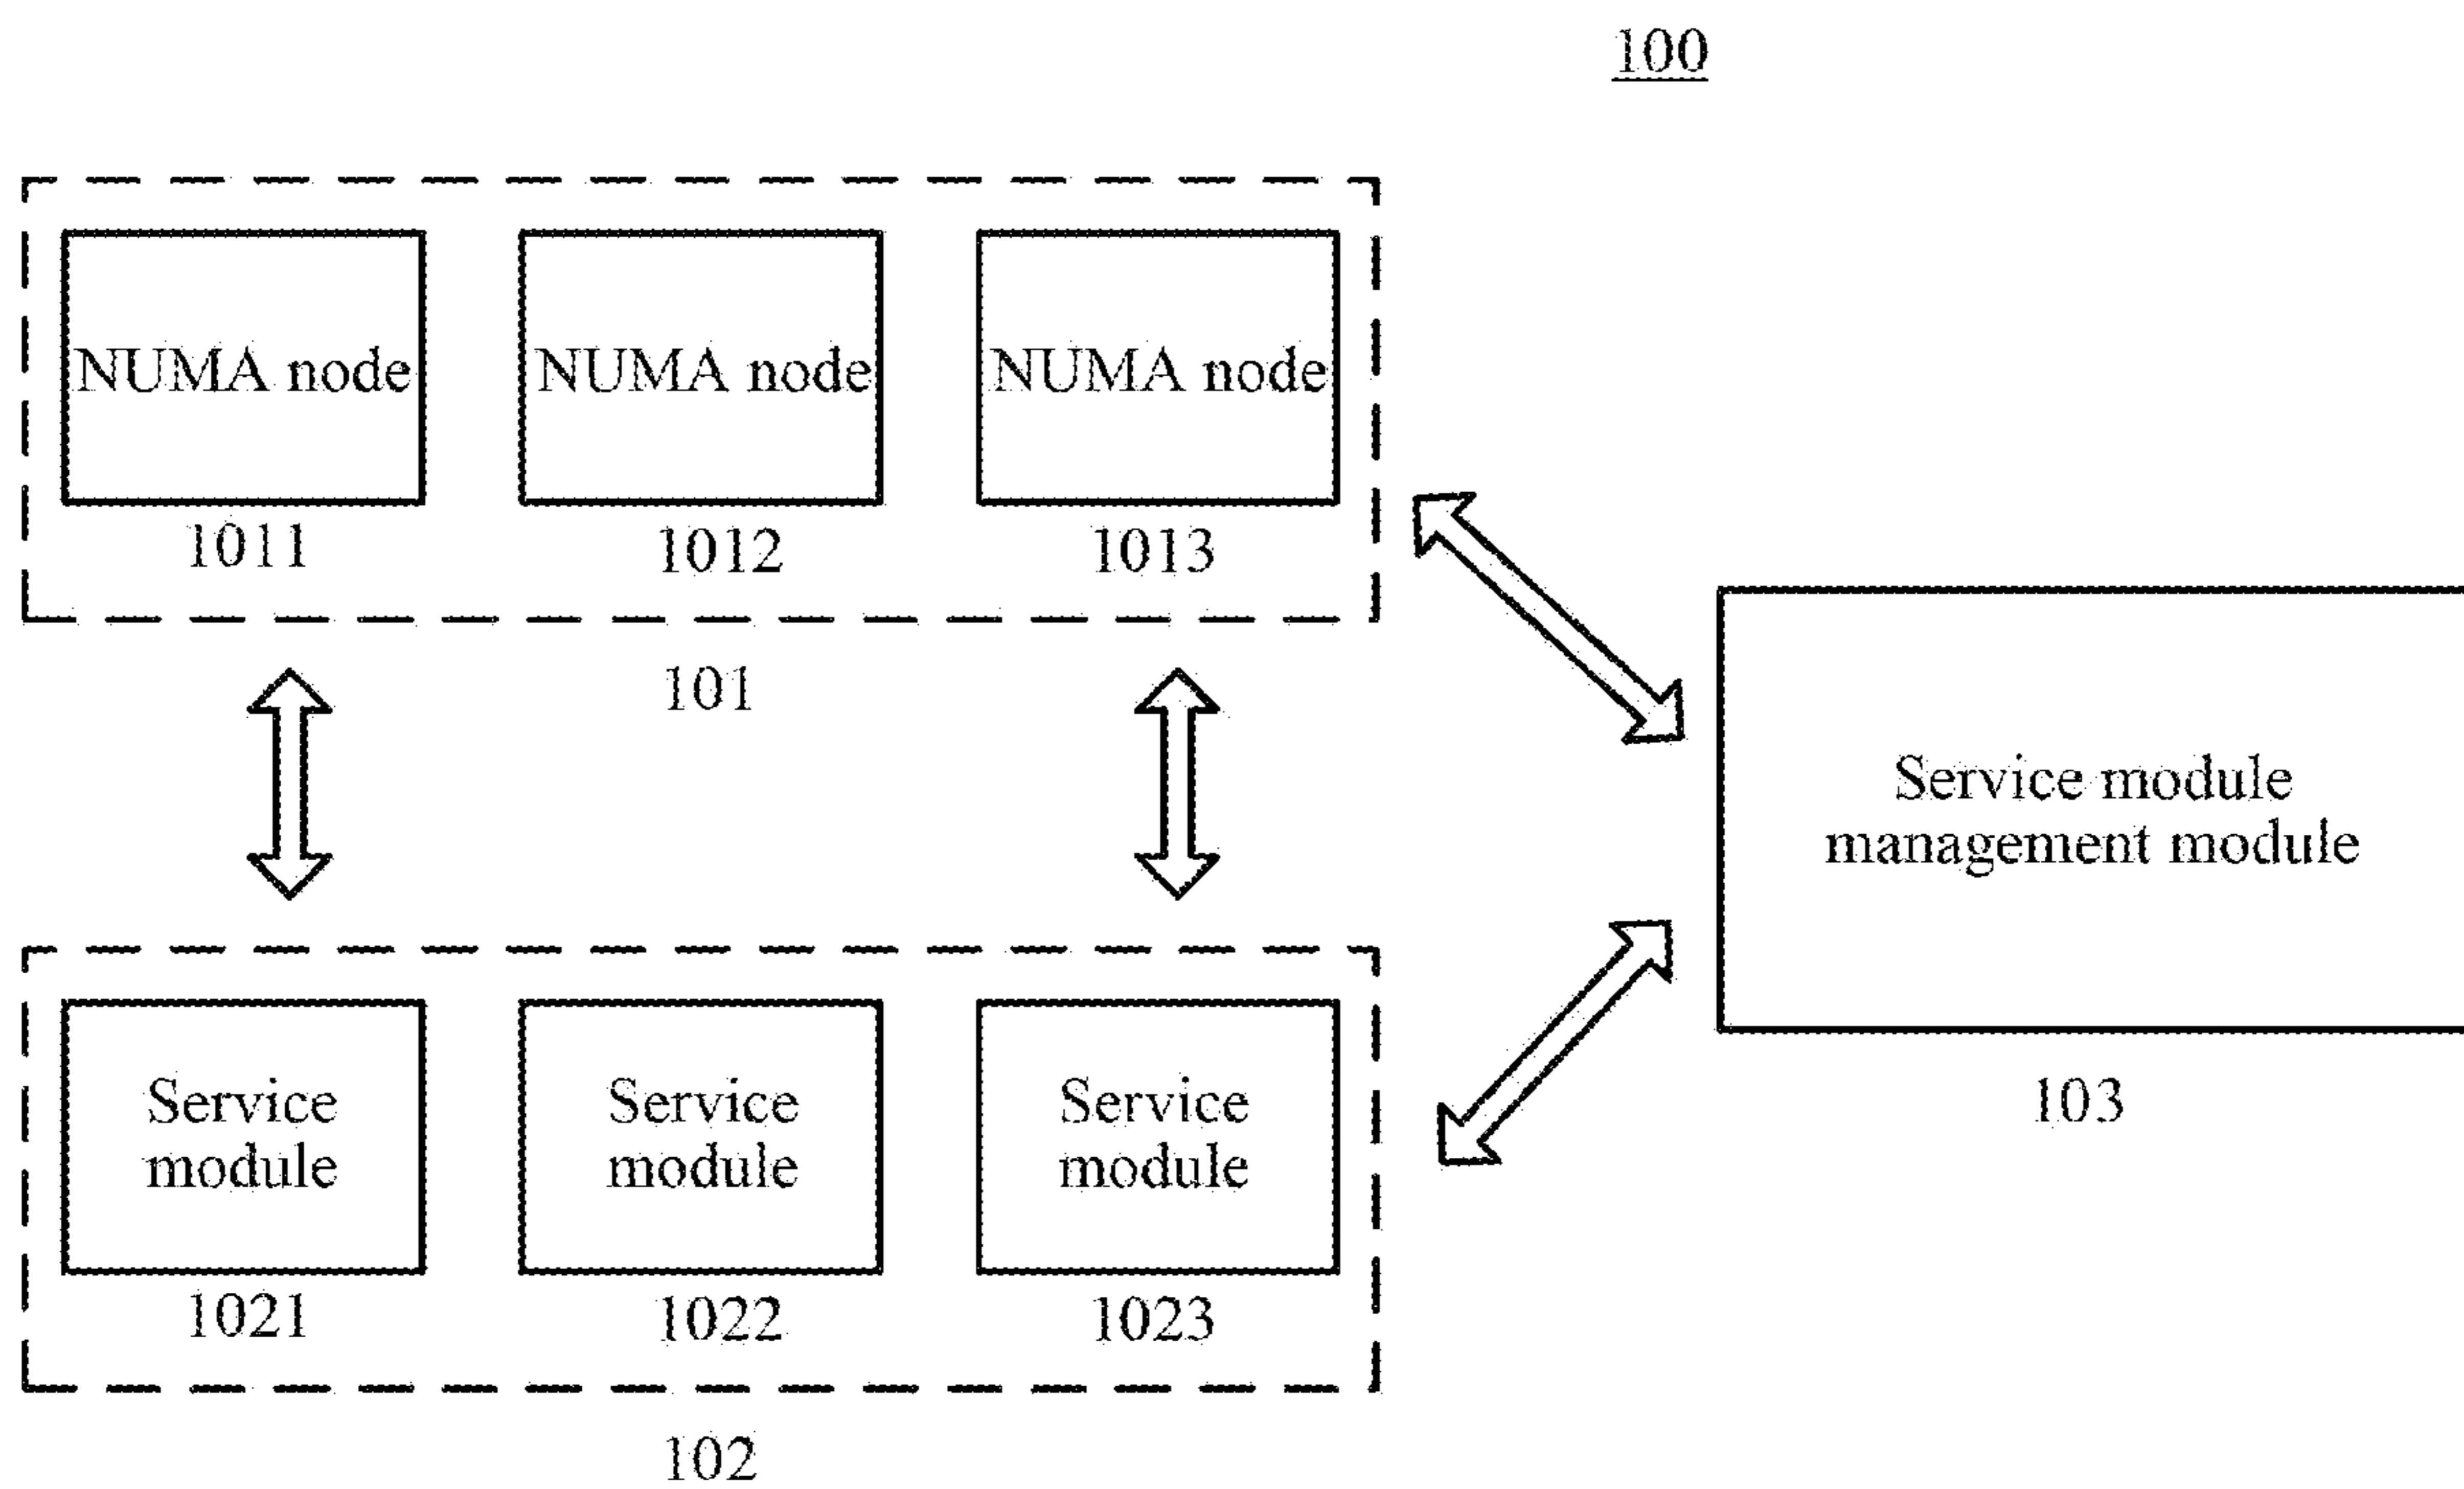 100
NUMA node
NUMA node
NUMA node
1011
1012
1013
101
Service module
management module
103
Service
module
Service
module
Service
module
1021
1022
1023
102